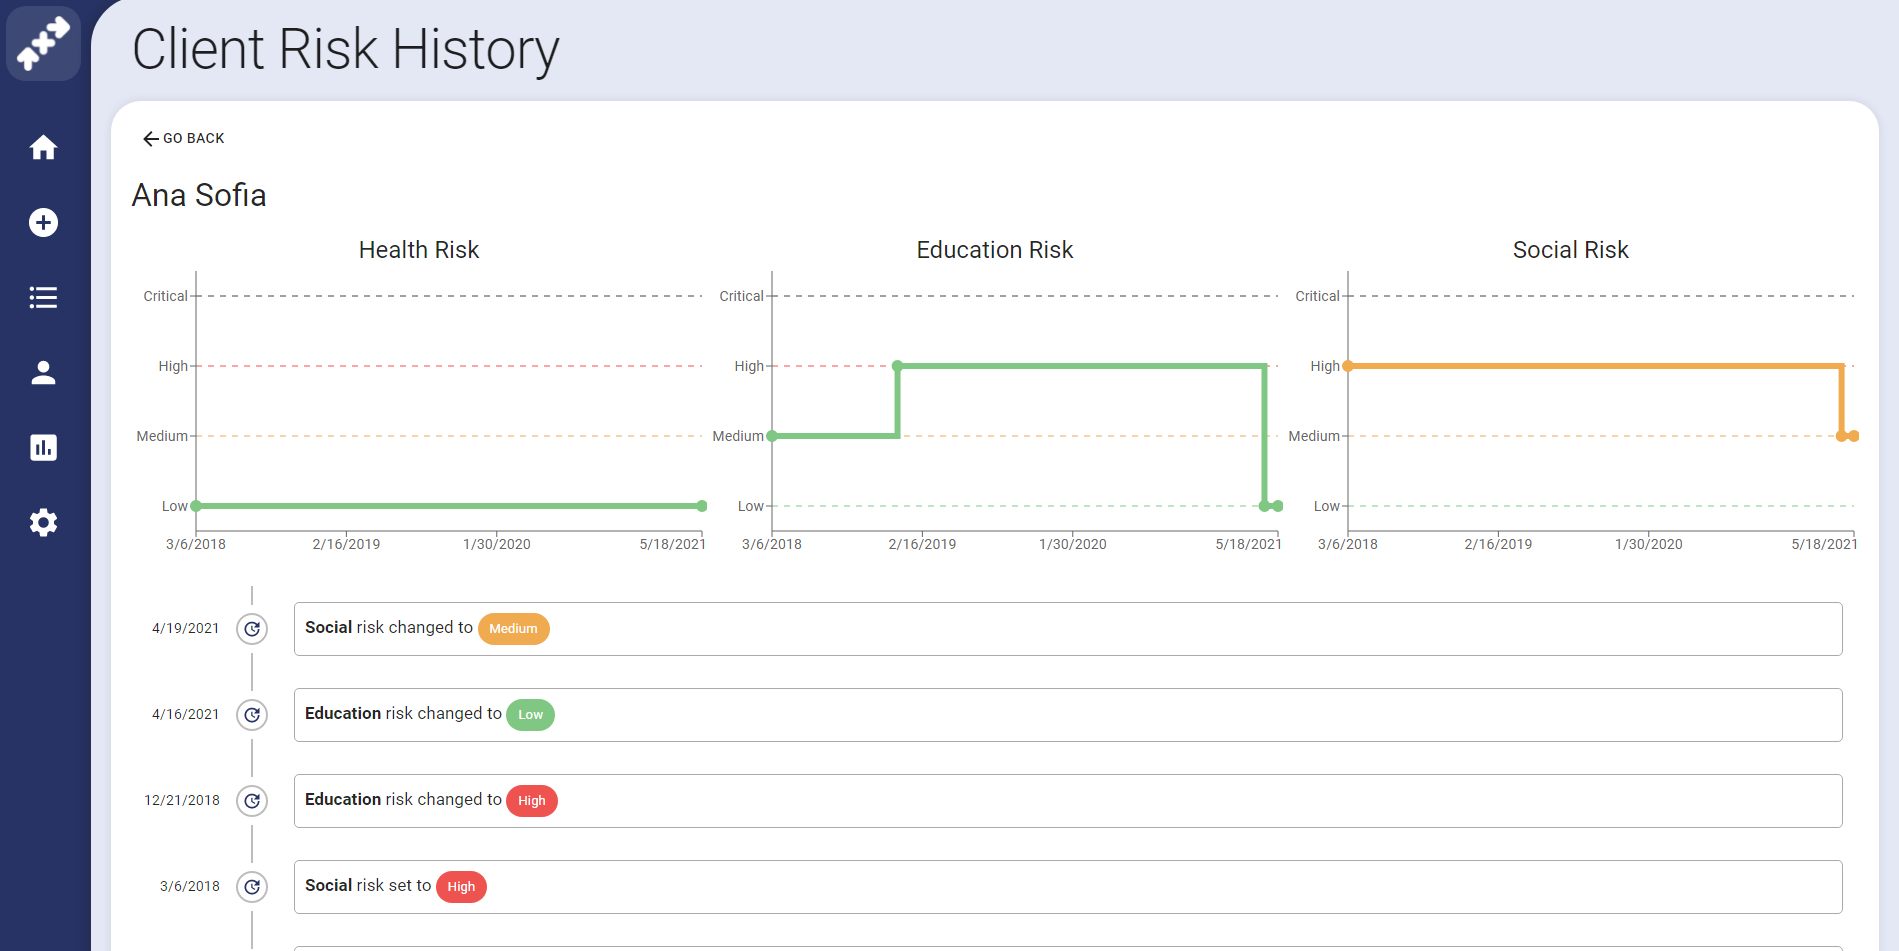 Client Risk History
GO BACK
Ana Sofia
Health Risk
Critical
High
Medium
Low
3/6/2018 2/16/2019 1/30/2020 5/18/2021
Education Risk
Critical
High
Medium
Low
3/6/2018 2/16/2019 1/30/2020 5/18/2021
Social Risk
Critical
High
Medium
Low
3/6/2018 2/16/2019 1/30/2020 5/18/2021
4/19/2021 Social risk changed to Medium
4/16/2021 Education risk changed to Low
12/21/2018 Education risk changed to High
3/6/2018 Social risk set to High